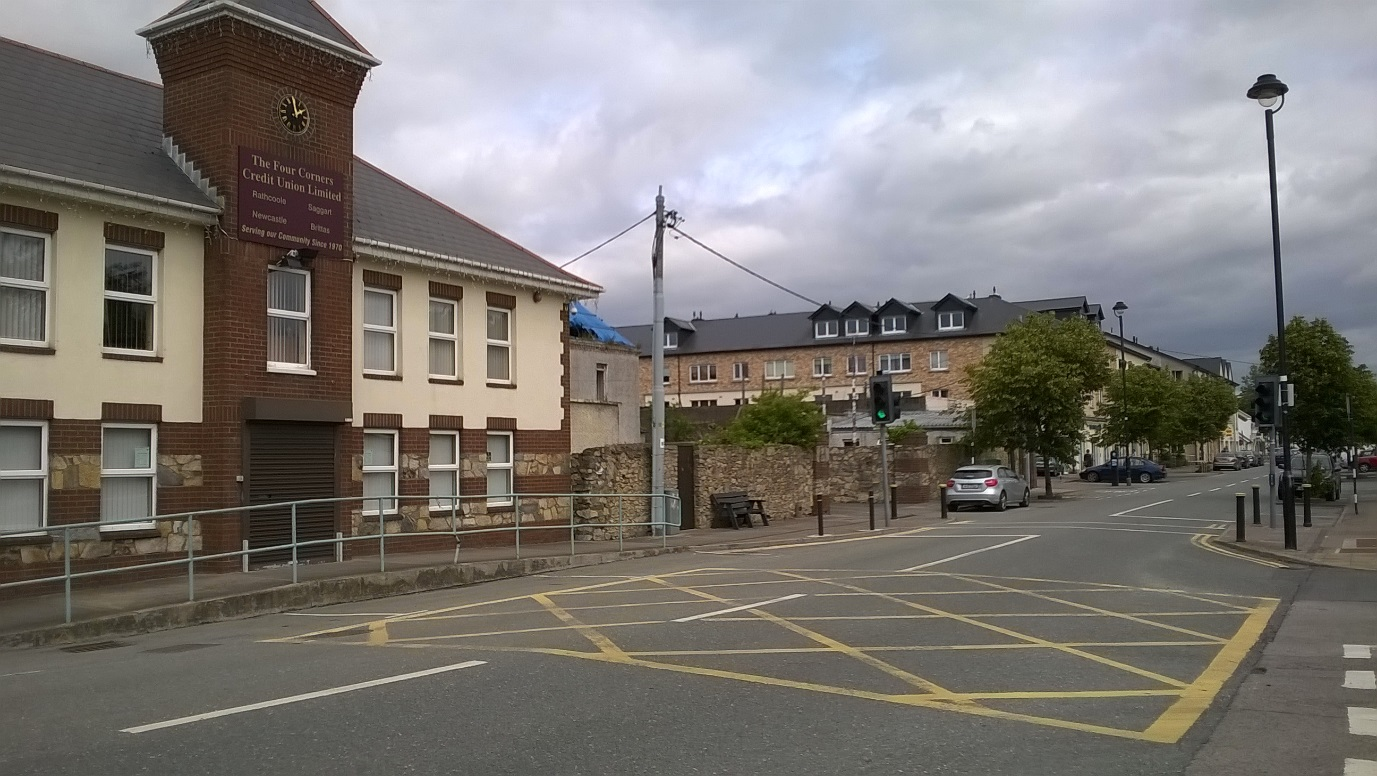 The Four Corners
Credit Union Limited
Rathcoole Saggart
Newcastle Brittas
Serving our Community Since 1970